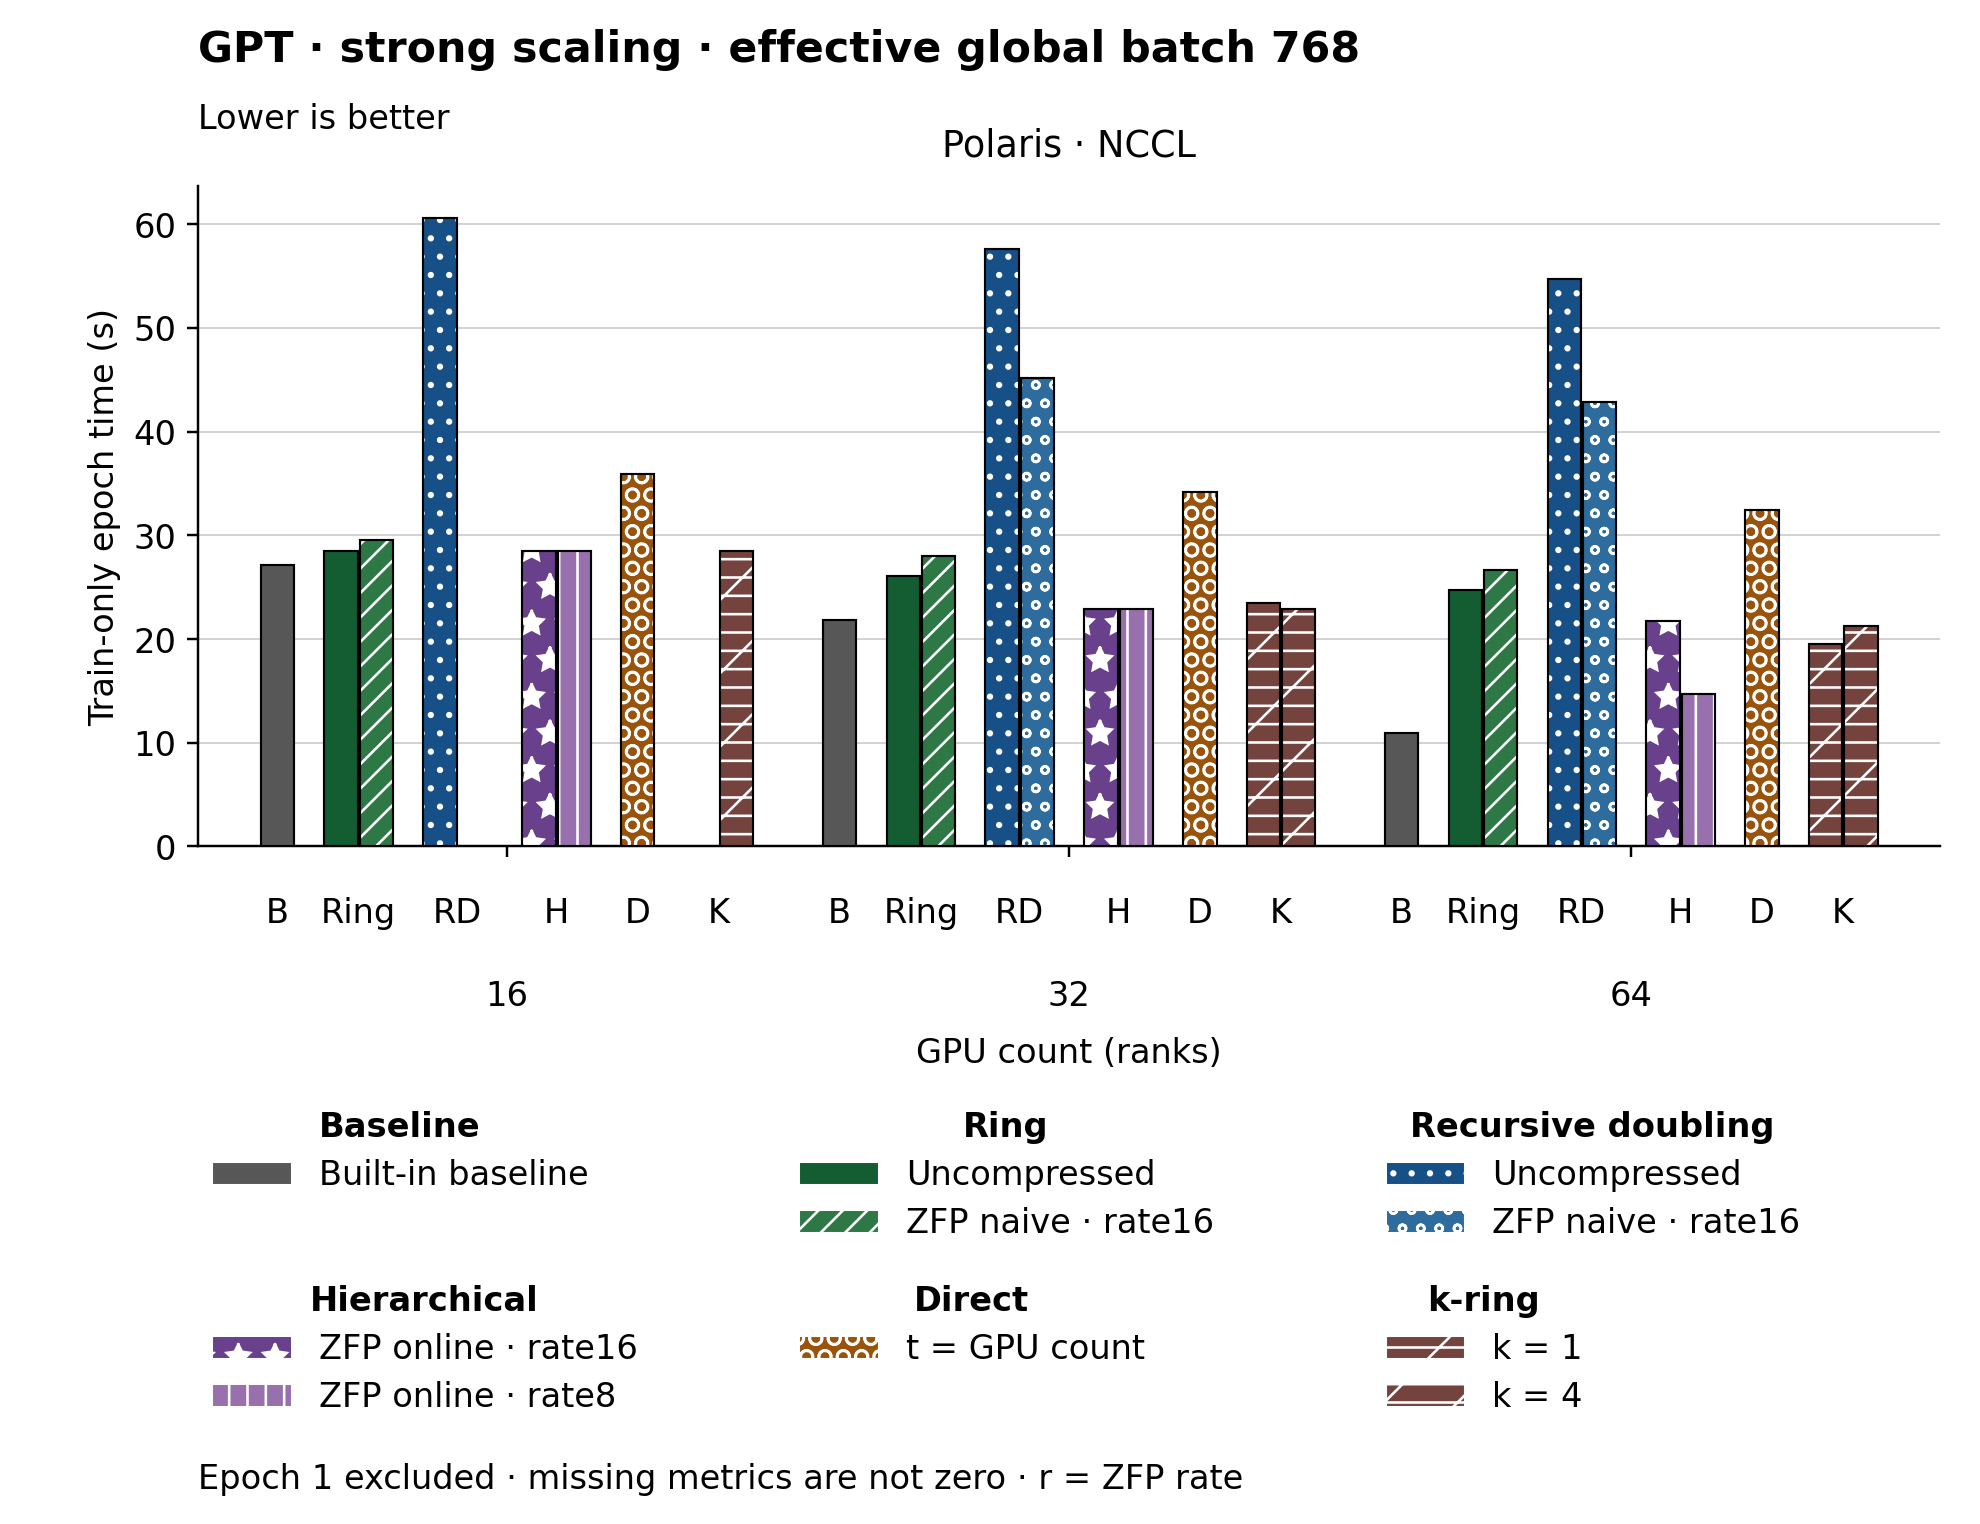 GPT · strong scaling · effective global batch 768
Lower is better
Polaris · NCCL
Train-only epoch time (s)
60
50
40
30
20
10
0
B Ring RD H D K B Ring RD H D K B Ring RD H D K
16 32 64
GPU count (ranks)
Baseline
Built-in baseline
Ring
Uncompressed
ZFP naive · rate16
Recursive doubling
Uncompressed
ZFP naive · rate16
Hierarchical
ZFP online · rate16
ZFP online · rate8
Direct
t = GPU count
k-ring
k = 1
k = 4
Epoch 1 excluded · missing metrics are not zero · r = ZFP rate